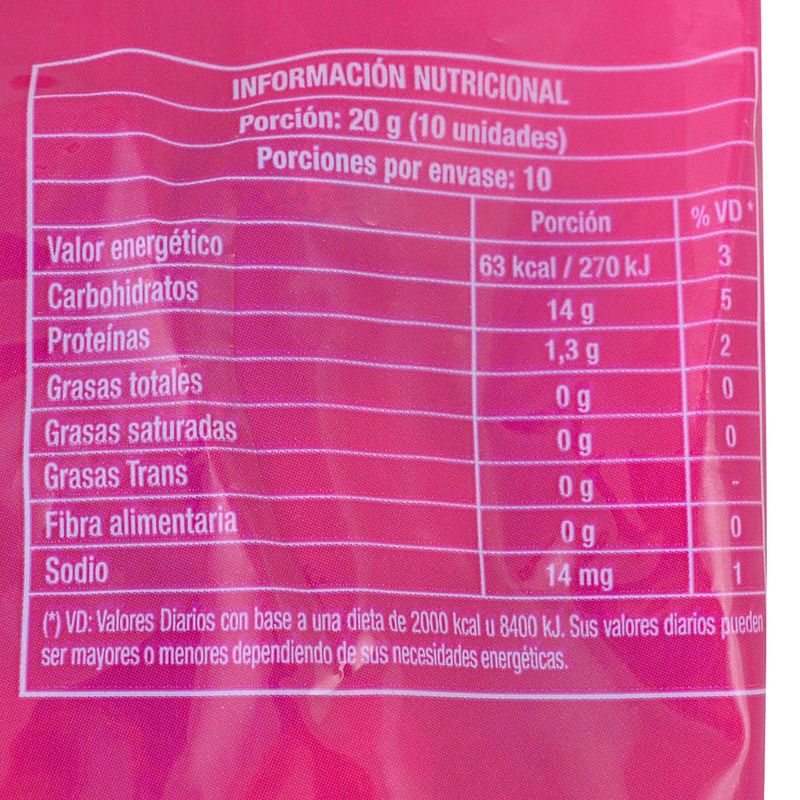 INFORMACIÓN NUTRICIONAL
Porción: 20 g (10 unidades)
Porciones por envase: 10
Porción % VD *
Valor energético 63 kcal / 270 kJ 3
Carbohidratos 14 g 5
Proteínas 1,3 g 2
Grasas totales 0 g 0
Grasas saturadas 0 g 0
Grasas Trans 0 g -
Fibra alimentaria 0 g 0
Sodio 14 mg 1
(*) VD: Valores Diarios con base a una dieta de 2000 kcal u 8400 kJ. Sus valores diarios pueden
ser mayores o menores dependiendo de sus necesidades energéticas.